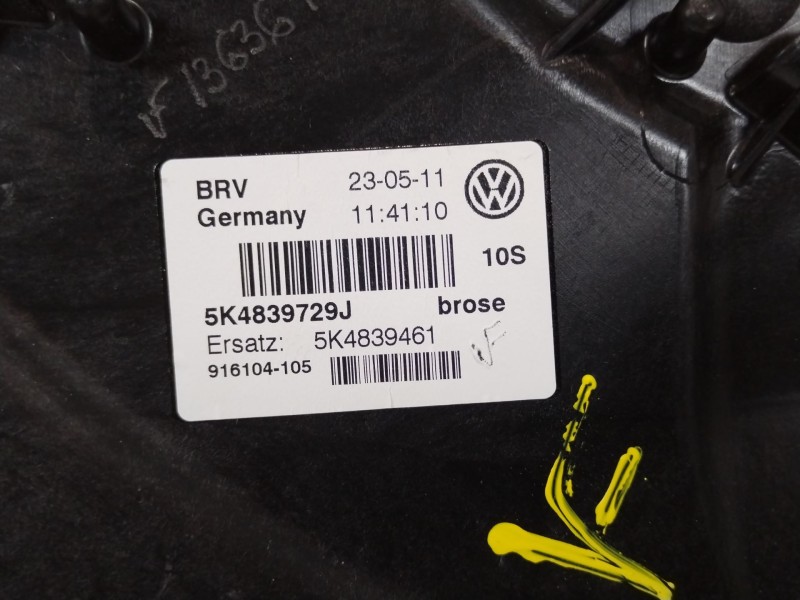 BRV 23-05-11
Germany 11:41:10
10S
5K4839729J brose
Ersatz: 5K4839461
916104-105